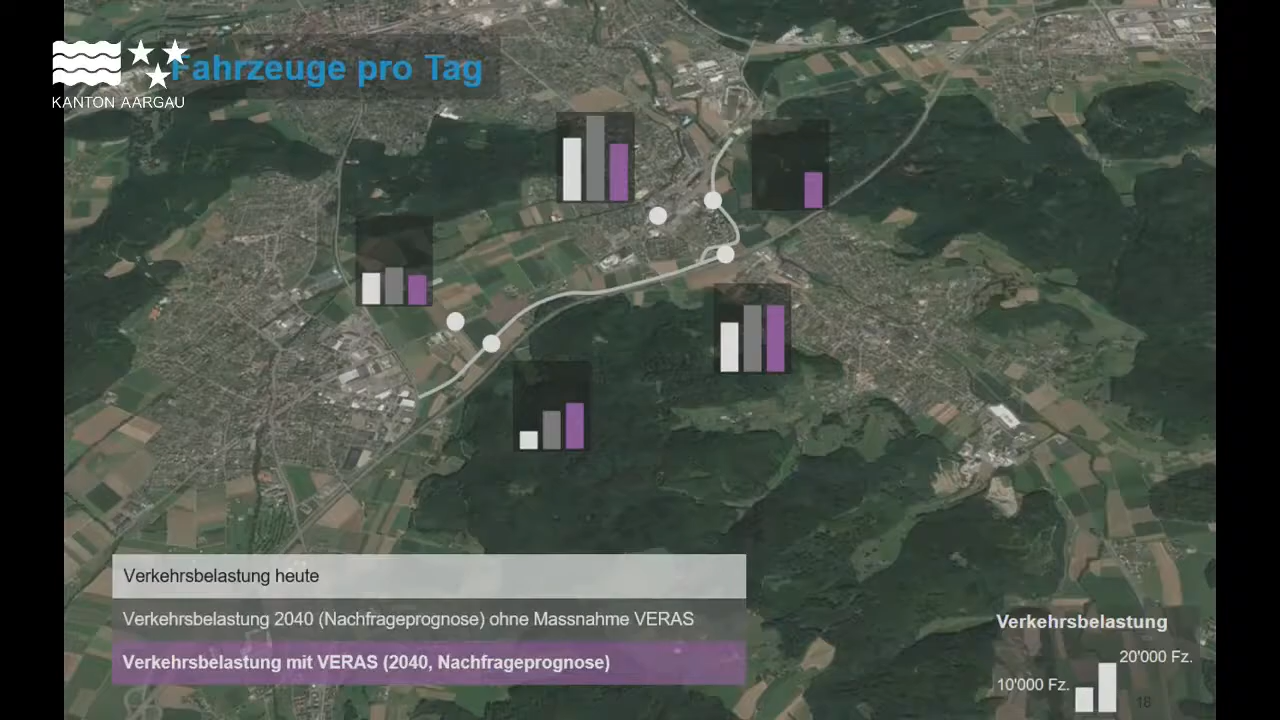 Fahrzeuge pro Tag
KANTON AARGAU
Verkehrsbelastung heute
Verkehrsbelastung 2040 (Nachfrageprognose) ohne Massnahme VERAS
Verkehrsbelastung mit VERAS (2040, Nachfrageprognose)
Verkehrsbelastung
20'000 Fz.
10'000 Fz.
18